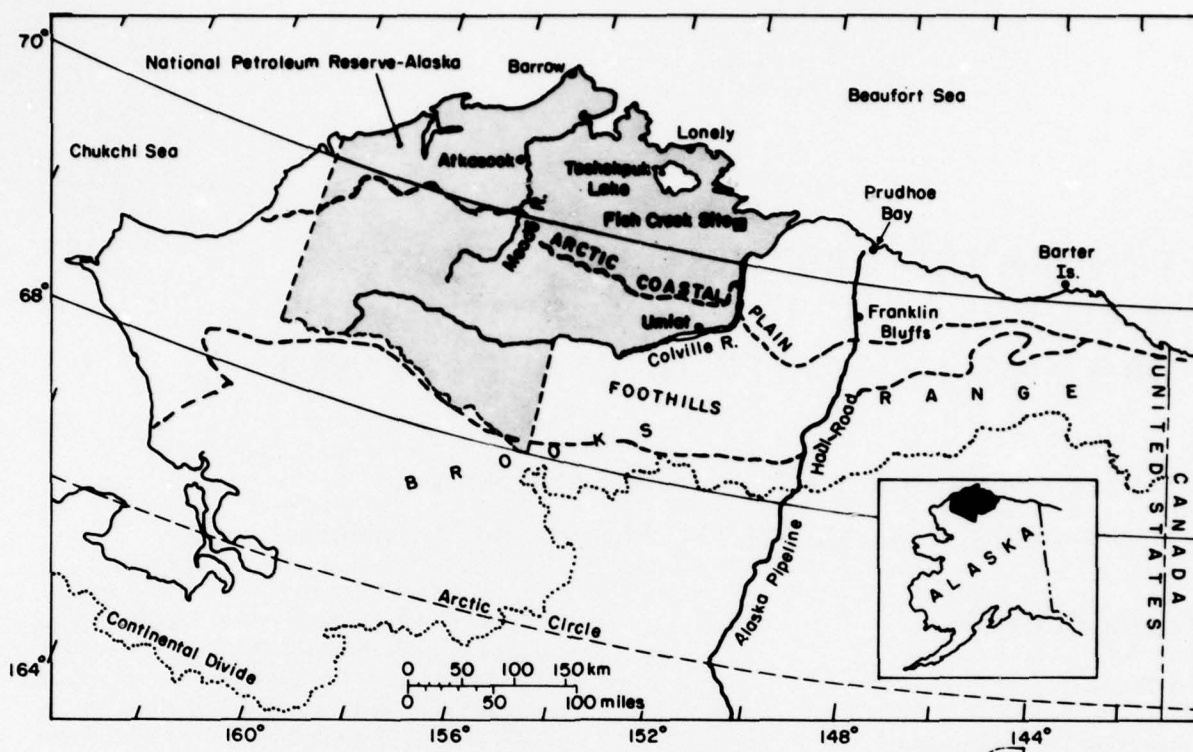 70°
National Petroleum Reserve-Alaska
Barrow
Beaufort Sea
Chukchi Sea
Lonely
Atkasook
Teshekpuk
Lake
Prudhoe
Bay
Fish Creek Site
Meade R.
ARCTIC
COASTAL
PLAIN
Barter
Is.
68°
Umiat
Colville R.
Franklin
Bluffs
FOOTHILLS
BROOKS RANGE
Haul Road
UNITED STATES
CANADA
ALASKA
Alaska Pipeline
Arctic
Circle
Continental Divide
0 50 100 150 km
0 50 100 miles
164°
160° 156° 152° 148° 144°